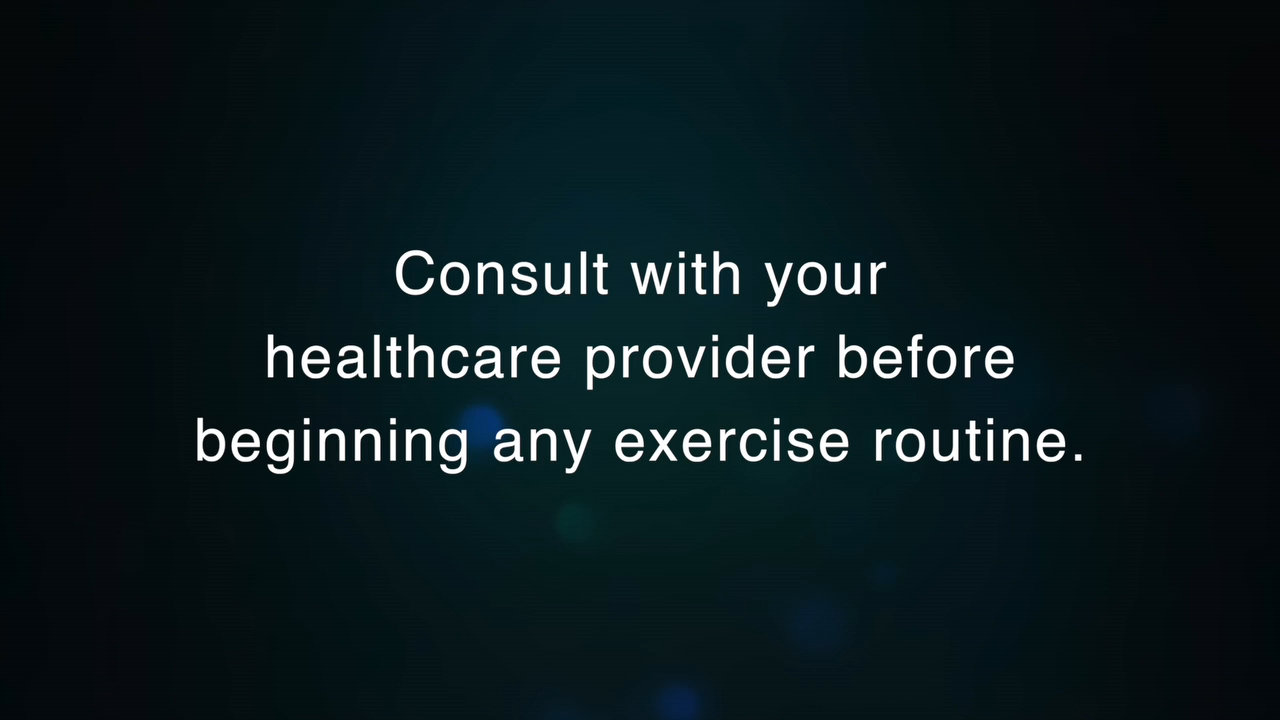 Consult with your
healthcare provider before
beginning any exercise routine.